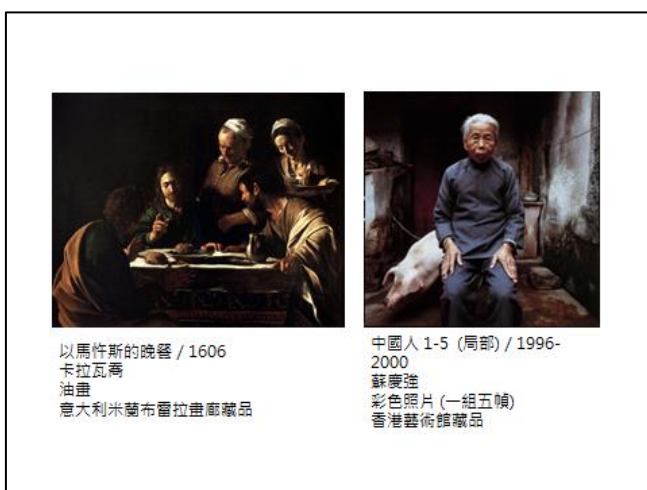 以馬忤斯的晚餐 / 1606
卡拉瓦喬
油畫
意大利米蘭布雷拉畫廊藏品
中國人 1-5 (局部) / 1996-
2000
蘇慶強
彩色照片 (一組五幀)
香港藝術館藏品